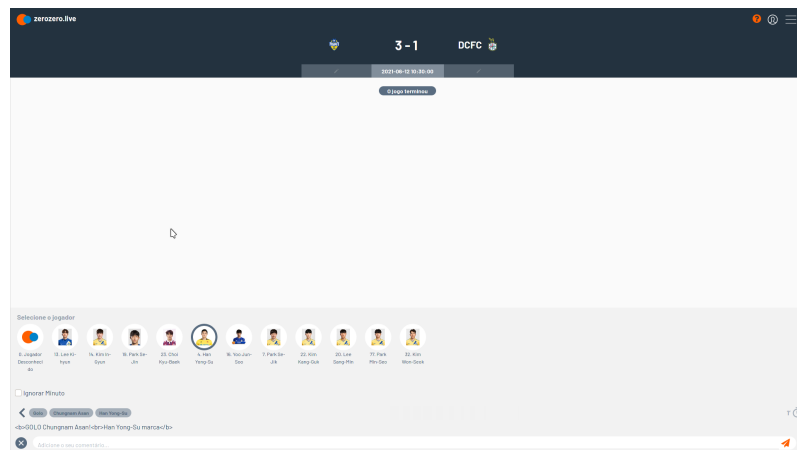 zerozero.live
?
3 - 1 DCFC
2021-06-12 10:30:00
O jogo terminou
Selecione o jogador
0. Jogador Desconheci do
13. Lee Ki-hyun
14. Kim In-Gyun
18. Park Se-Jin
23. Choi Kyu-Baek
4. Han Yong-Su
16. Yoo Jun-Soo
7. Park Se-Jik
22. Kim Kang-Guk
20. Lee Sang-Min
77. Park Min-Seo
32. Kim Won-Seok
Ignorar Minuto
Golo Chungnam Asan Han Yong-Su
<b>GOLO Chungnam Asan!<br>Han Yong-Su marca</b>
Adicione o seu comentário...